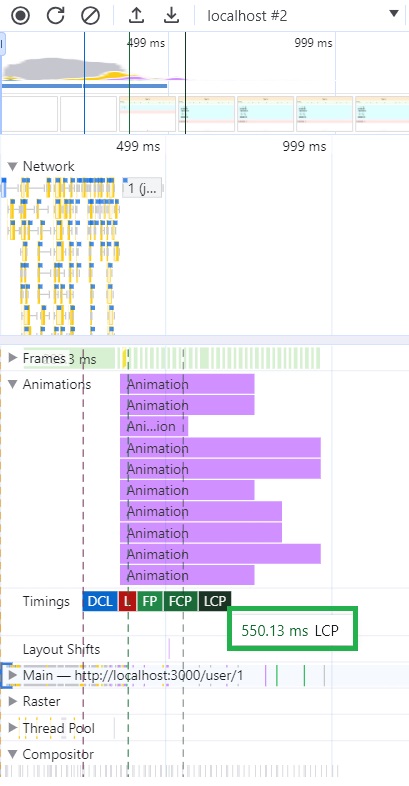 localhost #2
499 ms 999 ms
499 ms 999 ms
Network
1 (j...
Frames 3 ms
Animations
Animation
Animation
Ani...ion
Animation
Animation
Animation
Animation
Animation
Animation
Animation
Timings DCL L FP FCP LCP
550.13 ms LCP
Layout Shifts
Main — http://localhost:3000/user/1
Raster
Thread Pool
Compositor